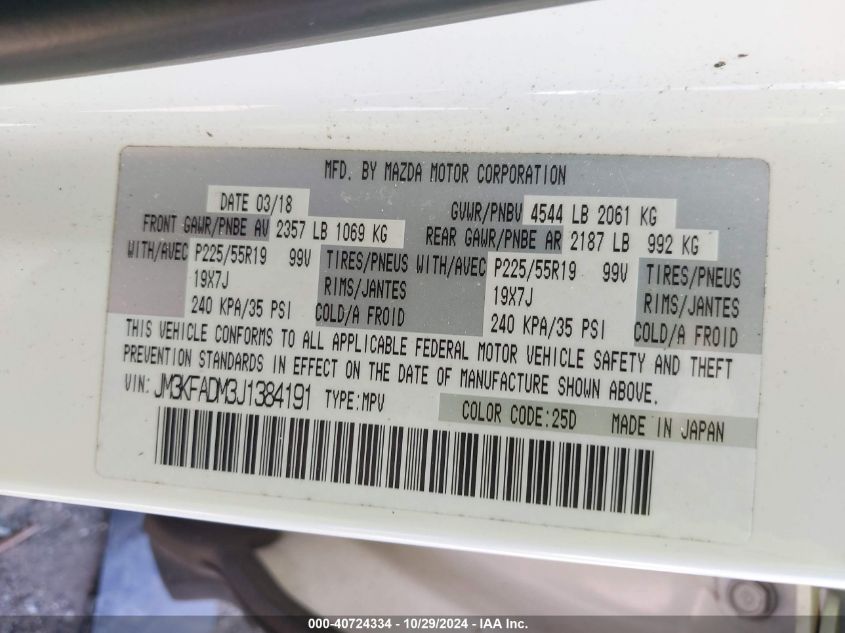 MFD. BY MAZDA MOTOR CORPORATION
DATE 03/18 GVWR/PNBV 4544 LB 2061 KG
FRONT GAWR/PNBE AV 2357 LB 1069 KG REAR GAWR/PNBE AR 2187 LB 992 KG
WITH/AVEC P225/55R19 99V TIRES/PNEUS WITH/AVEC P225/55R19 99V TIRES/PNEUS
19X7J RIMS/JANTES 19X7J RIMS/JANTES
240 KPA/35 PSI COLD/A FROID 240 KPA/35 PSI COLD/A FROID
THIS VEHICLE CONFORMS TO ALL APPLICABLE FEDERAL MOTOR VEHICLE SAFETY AND THEFT
PREVENTION STANDARDS IN EFFECT ON THE DATE OF MANUFACTURE SHOWN ABOVE.
VIN: JM3KFADM3J1384191 TYPE:MPV
COLOR CODE:25D MADE IN JAPAN
000-40724334 - 10/29/2024 - IAA Inc.